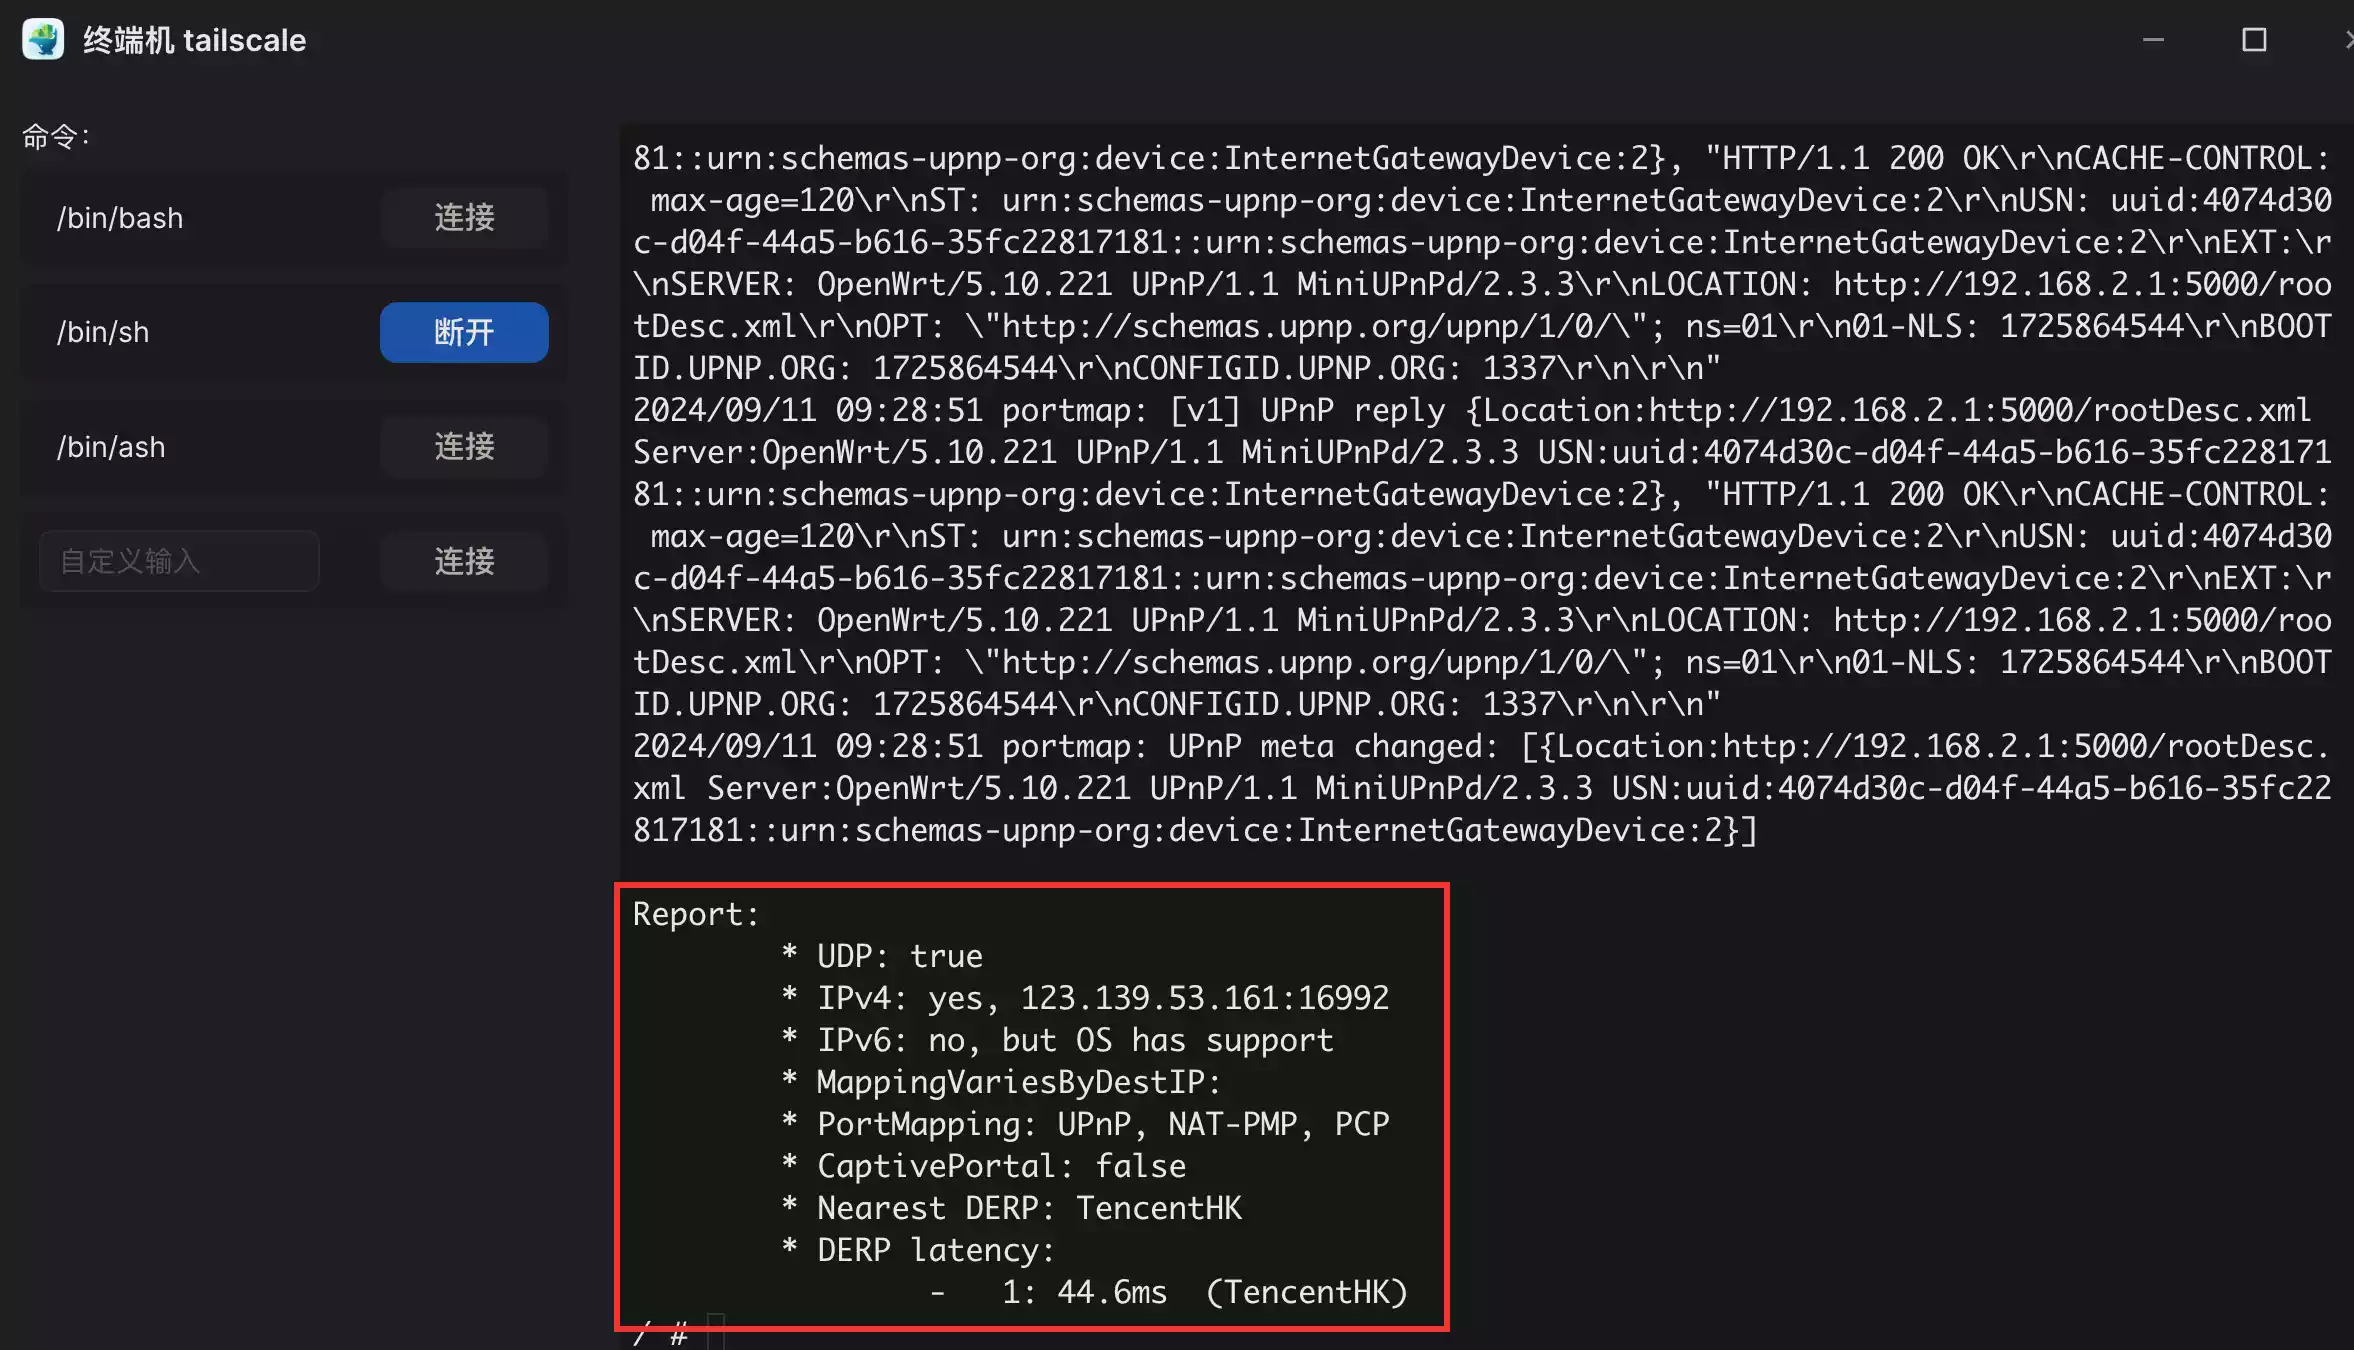 终端机 tailscale
命令：
/bin/bash
连接
/bin/sh
断开
/bin/ash
连接
自定义输入
连接
81::urn:schemas-upnp-org:device:InternetGatewayDevice:2}, "HTTP/1.1 200 OK\r\nCACHE-CONTROL:
 max-age=120\r\nST: urn:schemas-upnp-org:device:InternetGatewayDevice:2\r\nUSN: uuid:4074d30
c-d04f-44a5-b616-35fc22817181::urn:schemas-upnp-org:device:InternetGatewayDevice:2\r\nEXT:\r
\nSERVER: OpenWrt/5.10.221 UPnP/1.1 MiniUPnPd/2.3.3\r\nLOCATION: http://192.168.2.1:5000/roo
tDesc.xml\r\nOPT: \"http://schemas.upnp.org/upnp/1/0/\"; ns=01\r\n01-NLS: 1725864544\r\nBOOT
ID.UPNP.ORG: 1725864544\r\nCONFIGID.UPNP.ORG: 1337\r\n\r\n"
2024/09/11 09:28:51 portmap: [v1] UPnP reply {Location:http://192.168.2.1:5000/rootDesc.xml
Server:OpenWrt/5.10.221 UPnP/1.1 MiniUPnPd/2.3.3 USN:uuid:4074d30c-d04f-44a5-b616-35fc228171
81::urn:schemas-upnp-org:device:InternetGatewayDevice:2}, "HTTP/1.1 200 OK\r\nCACHE-CONTROL:
 max-age=120\r\nST: urn:schemas-upnp-org:device:InternetGatewayDevice:2\r\nUSN: uuid:4074d30
c-d04f-44a5-b616-35fc22817181::urn:schemas-upnp-org:device:InternetGatewayDevice:2\r\nEXT:\r
\nSERVER: OpenWrt/5.10.221 UPnP/1.1 MiniUPnPd/2.3.3\r\nLOCATION: http://192.168.2.1:5000/roo
tDesc.xml\r\nOPT: \"http://schemas.upnp.org/upnp/1/0/\"; ns=01\r\n01-NLS: 1725864544\r\nBOOT
ID.UPNP.ORG: 1725864544\r\nCONFIGID.UPNP.ORG: 1337\r\n\r\n"
2024/09/11 09:28:51 portmap: UPnP meta changed: [{Location:http://192.168.2.1:5000/rootDesc.
xml Server:OpenWrt/5.10.221 UPnP/1.1 MiniUPnPd/2.3.3 USN:uuid:4074d30c-d04f-44a5-b616-35fc22
817181::urn:schemas-upnp-org:device:InternetGatewayDevice:2}]
Report:
* UDP: true
* IPv4: yes, 123.139.53.161:16992
* IPv6: no, but OS has support
* MappingVariesByDestIP:
* PortMapping: UPnP, NAT-PMP, PCP
* CaptivePortal: false
* Nearest DERP: TencentHK
* DERP latency:
- 1: 44.6ms (TencentHK)
/ #